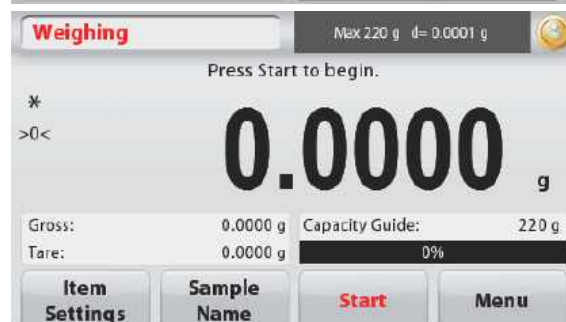 Weighing
Max 220 g d= 0.0001 g
Press Start to begin.
*
>0<
0.0000 g
Gross: 0.0000 g
Tare: 0.0000 g
Capacity Guide: 220 g
0%
Item Settings
Sample Name
Start
Menu